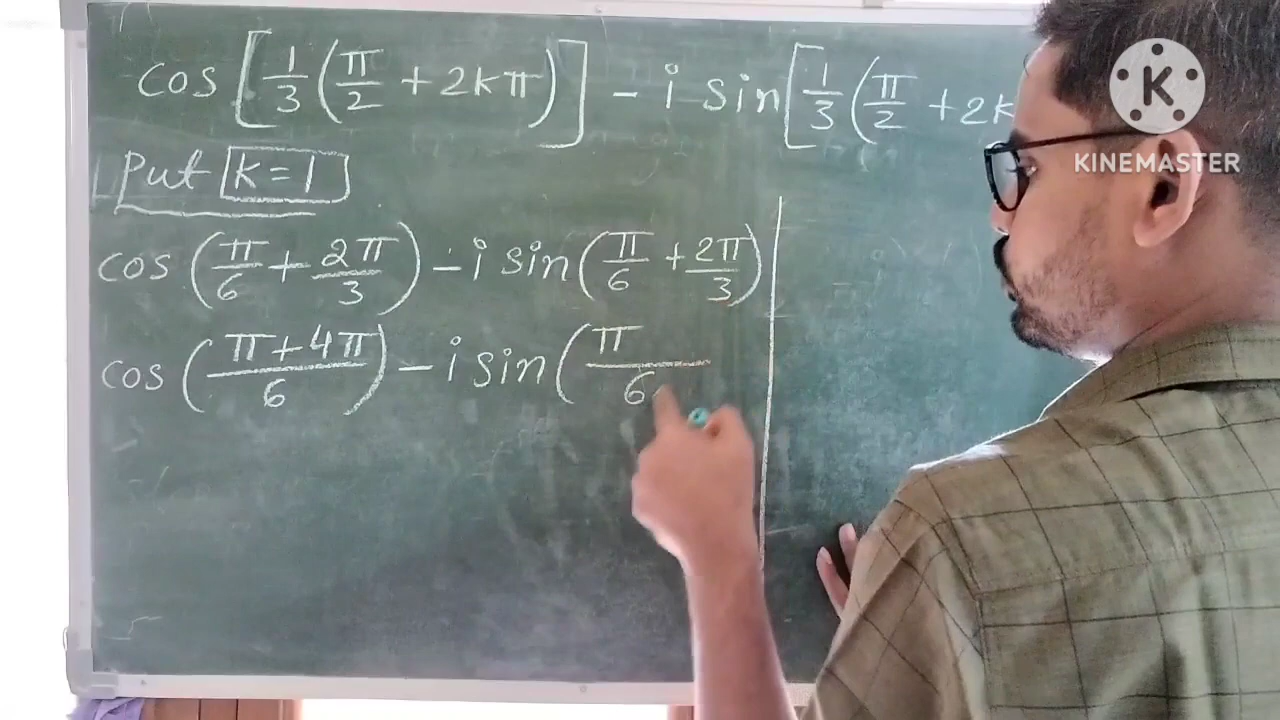 cos [1/3 (π/2 + 2kπ)] - i sin [1/3 (π/2 + 2k
Put k = 1
cos (π/6 + 2π/3) - i sin (π/6 + 2π/3)
cos (π + 4π/6) - i sin (π/6
K
KINEMASTER